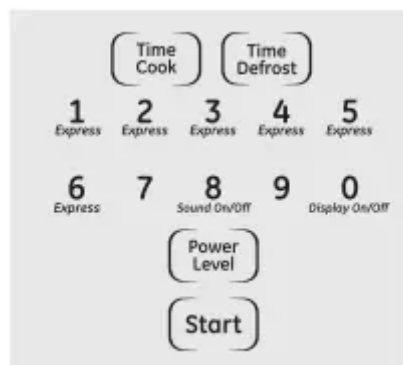 Time Cook Time Defrost
1 2 3 4 5
Express Express Express Express Express
6 7 8 9 0
Express Sound On/Off Display On/Off
Power
Level
Start